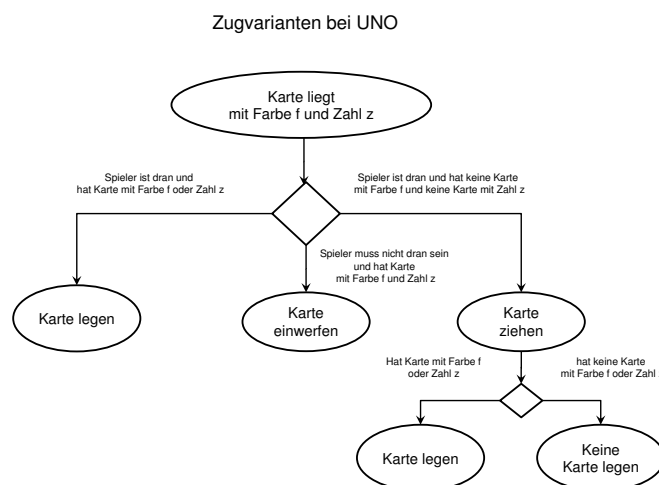 Zugvarianten bei UNO
Karte liegt
mit Farbe f und Zahl z
Spieler ist dran und
hat Karte mit Farbe f oder Zahl z
Spieler ist dran und hat keine Karte
mit Farbe f und keine Karte mit Zahl z
Spieler muss nicht dran sein
und hat Karte
mit Farbe f und Zahl z
Karte legen
Karte
einwerfen
Karte
ziehen
Hat Karte mit Farbe f
oder Zahl z
hat keine Karte
mit Farbe f oder Zahl
Karte legen
Keine
Karte legen